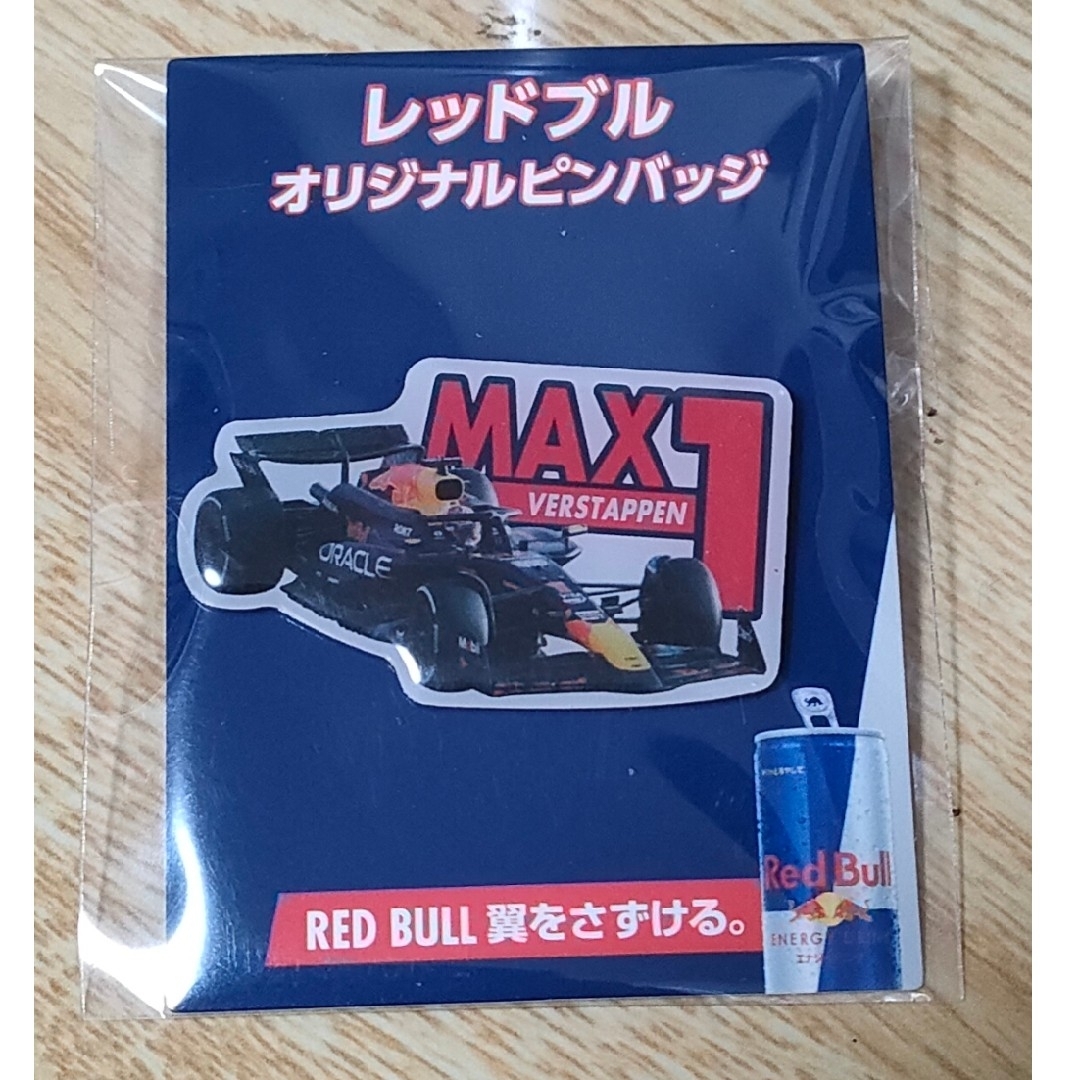 レッドブル
オリジナルピンバッジ
MAX 1
VERSTAPPEN
ORACLE
RED BULL 翼をさずける。
Red Bull
ENERGY DRINK